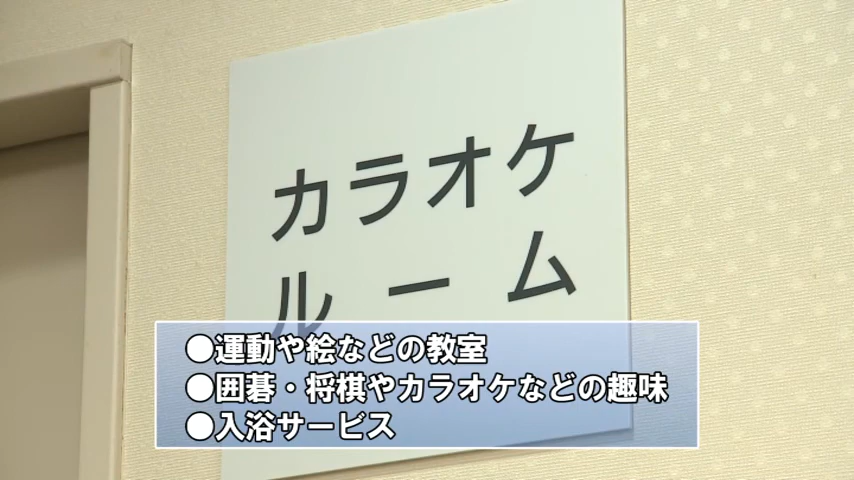 カラオケ
ルーム
●運動や絵などの教室
●囲碁・将棋やカラオケなどの趣味
●入浴サービス